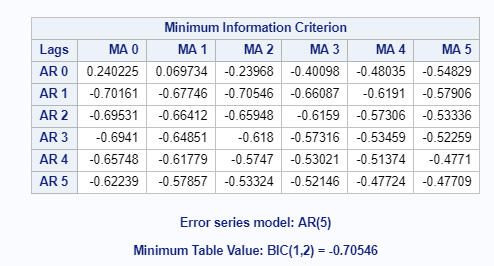 Minimum Information Criterion
Lags MA 0 MA 1 MA 2 MA 3 MA 4 MA 5
AR 0 0.240225 0.069734 -0.23968 -0.40098 -0.48035 -0.54829
AR 1 -0.70161 -0.67746 -0.70546 -0.66087 -0.6191 -0.57906
AR 2 -0.69531 -0.66412 -0.65948 -0.6159 -0.57306 -0.53336
AR 3 -0.6941 -0.64851 -0.618 -0.57316 -0.53459 -0.52259
AR 4 -0.65748 -0.61779 -0.5747 -0.53021 -0.51374 -0.4771
AR 5 -0.62239 -0.57857 -0.53324 -0.52146 -0.47724 -0.47709
Error series model: AR(5)
Minimum Table Value: BIC(1,2) = -0.70546